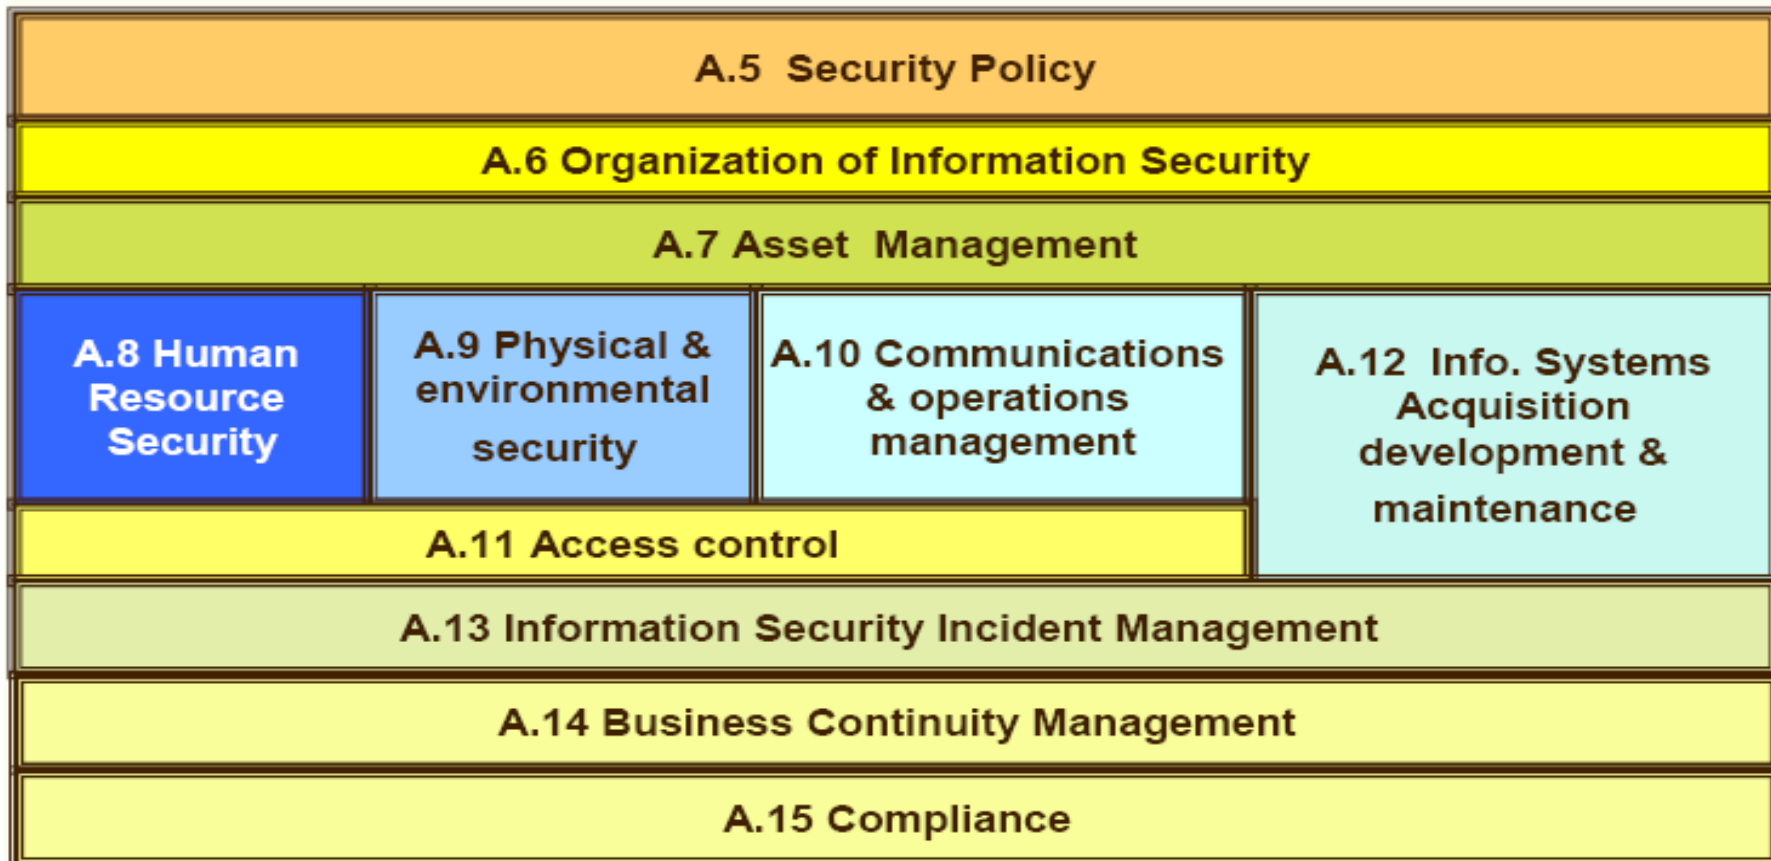 A.5 Security Policy
A.6 Organization of Information Security
A.7 Asset Management
A.8 Human
Resource
Security
A.9 Physical &
environmental
security
A.10 Communications
& operations
management
A.12 Info. Systems
Acquisition
development &
maintenance
A.11 Access control
A.13 Information Security Incident Management
A.14 Business Continuity Management
A.15 Compliance